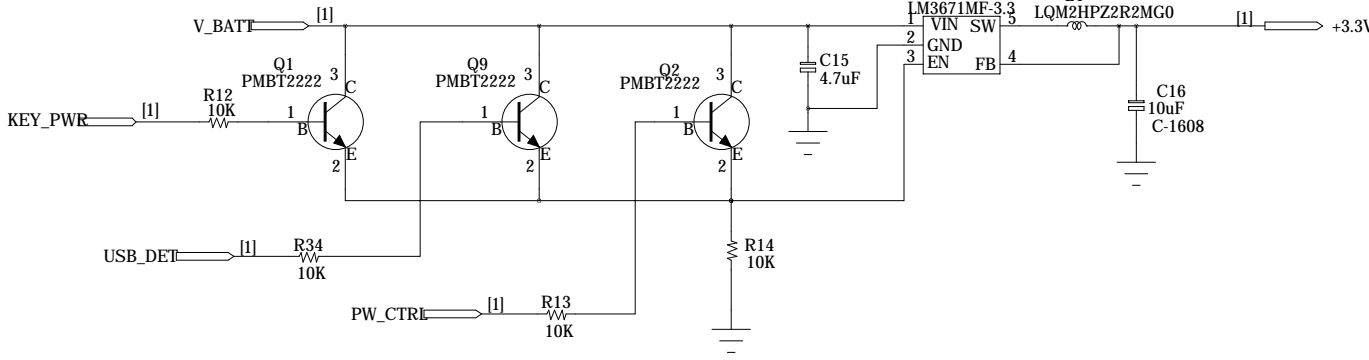 V_BATT [1]
LM3671MF-3.3
1 VIN SW 5
2 GND
3 EN FB 4
LQM2HPZ2R2MG0
[1] +3.3V
C15
4.7uF
C16
10uF
C-1608
Q1
PMBT2222
3 C
1 B
E 2
Q9
PMBT2222
3 C
1 B
E 2
Q2
PMBT2222
3 C
1 B
E 2
KEY_PWR [1]
R12
10K
USB_DET [1]
R34
10K
PW_CTRL [1]
R13
10K
R14
10K